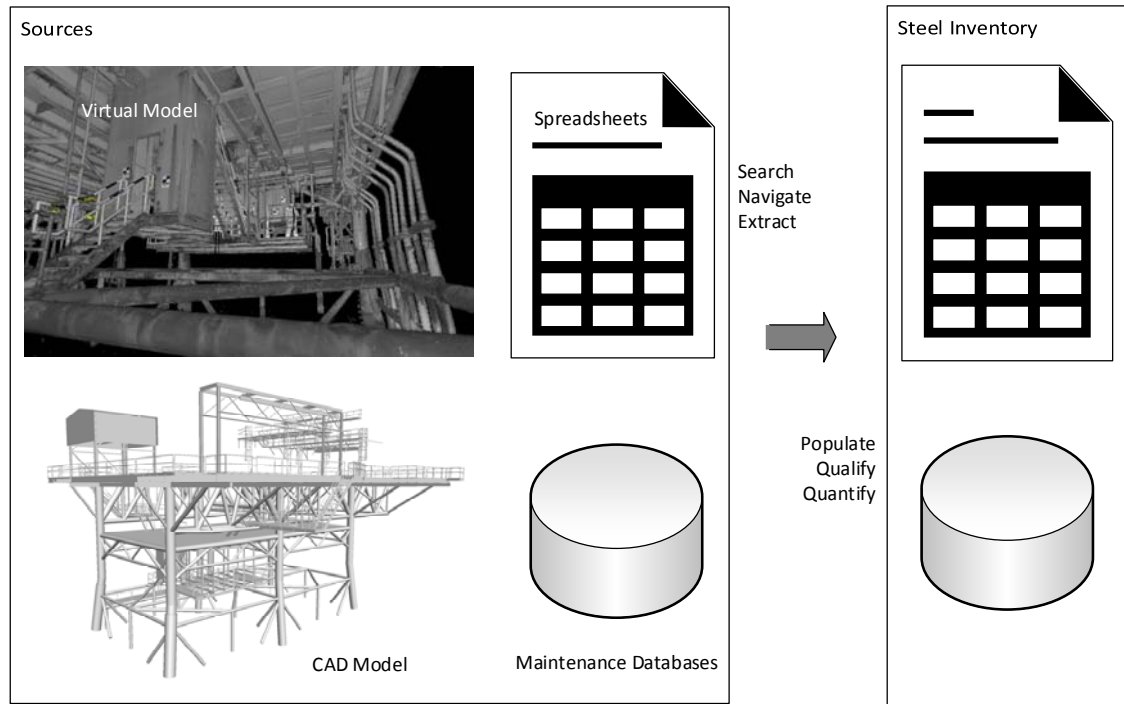 Sources
Virtual Model
Spreadsheets
CAD Model
Maintenance Databases
Search
Navigate
Extract
Populate
Qualify
Quantify
Steel Inventory